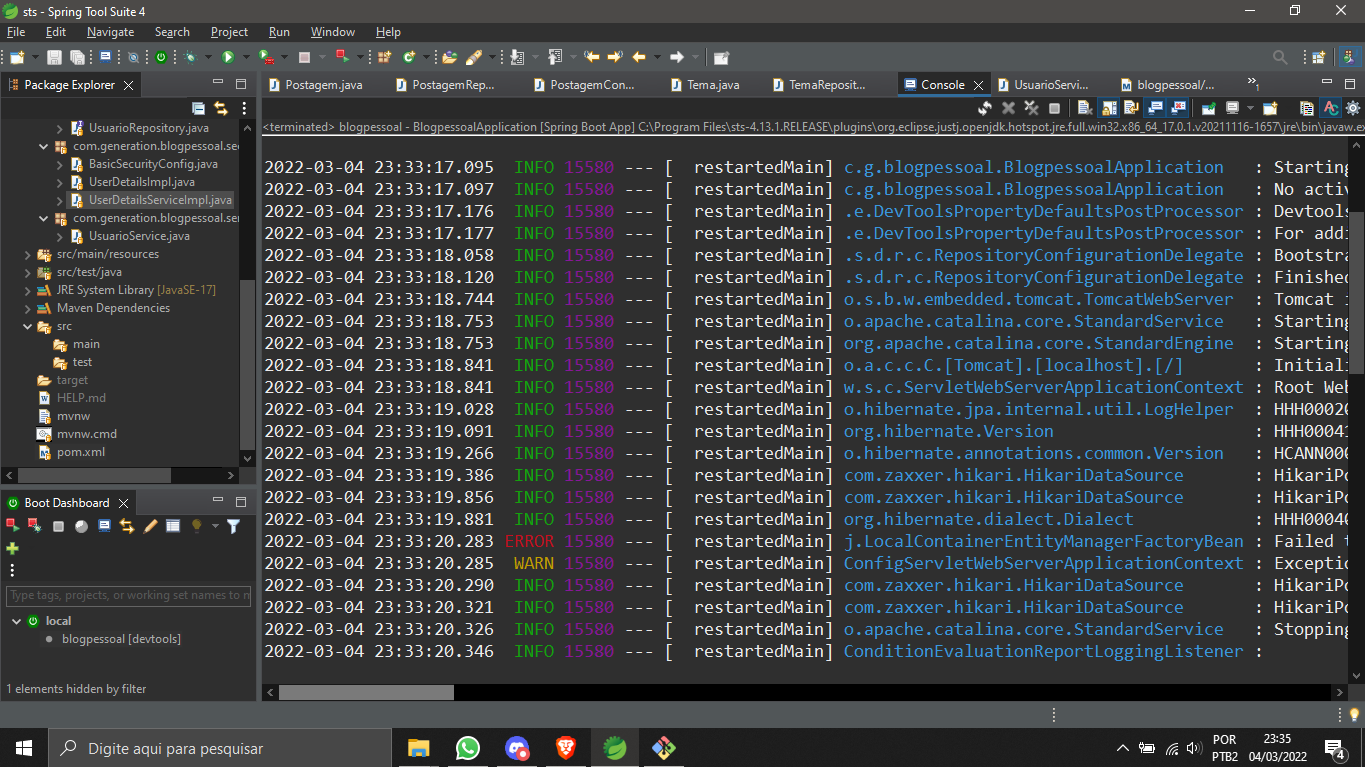 sts - Spring Tool Suite 4
File Edit Navigate Search Project Run Window Help
Package Explorer
UsuarioRepository.java
com.generation.blogpessoal.se
BasicSecurityConfig.java
UserDetailsImpl.java
UserDetailsServiceImpl.java
com.generation.blogpessoal.ser
UsuarioService.java
src/main/resources
src/test/java
JRE System Library [JavaSE-17]
Maven Dependencies
src
main
test
target
HELP.md
mvnw
mvnw.cmd
pom.xml
Boot Dashboard
Type tags, projects, or working set names to n
local
blogpessoal [devtools]
1 elements hidden by filter
Postagem.java PostagemRep... PostagemCon... Tema.java TemaReposit... Console UsuarioServi... blogpessoal/... »1
<terminated> blogpessoal - BlogpessoalApplication [Spring Boot App] C:\Program Files\sts-4.13.1.RELEASE\plugins\org.eclipse.justj.openjdk.hotspot.jre.full.win32.x86_64_17.0.1.v20211116-1657\jre\bin\javaw.ex
2022-03-04 23:33:17.095 INFO 15580 --- [ restartedMain] c.g.blogpessoal.BlogpessoalApplication : Starting
2022-03-04 23:33:17.097 INFO 15580 --- [ restartedMain] c.g.blogpessoal.BlogpessoalApplication : No activ
2022-03-04 23:33:17.176 INFO 15580 --- [ restartedMain] .e.DevToolsPropertyDefaultsPostProcessor : Devtools
2022-03-04 23:33:17.177 INFO 15580 --- [ restartedMain] .e.DevToolsPropertyDefaultsPostProcessor : For addi
2022-03-04 23:33:18.058 INFO 15580 --- [ restartedMain] .s.d.r.c.RepositoryConfigurationDelegate : Bootstra
2022-03-04 23:33:18.120 INFO 15580 --- [ restartedMain] .s.d.r.c.RepositoryConfigurationDelegate : Finished
2022-03-04 23:33:18.744 INFO 15580 --- [ restartedMain] o.s.b.w.embedded.tomcat.TomcatWebServer : Tomcat i
2022-03-04 23:33:18.753 INFO 15580 --- [ restartedMain] o.apache.catalina.core.StandardService : Starting
2022-03-04 23:33:18.753 INFO 15580 --- [ restartedMain] org.apache.catalina.core.StandardEngine : Starting
2022-03-04 23:33:18.841 INFO 15580 --- [ restartedMain] o.a.c.c.C.[Tomcat].[localhost].[/] : Initiali
2022-03-04 23:33:18.841 INFO 15580 --- [ restartedMain] w.s.c.ServletWebServerApplicationContext : Root Web
2022-03-04 23:33:19.028 INFO 15580 --- [ restartedMain] o.hibernate.jpa.internal.util.LogHelper : HHH00020
2022-03-04 23:33:19.091 INFO 15580 --- [ restartedMain] org.hibernate.Version : HHH00041
2022-03-04 23:33:19.266 INFO 15580 --- [ restartedMain] o.hibernate.annotations.common.Version : HCANN000
2022-03-04 23:33:19.386 INFO 15580 --- [ restartedMain] com.zaxxer.hikari.HikariDataSource : HikariPo
2022-03-04 23:33:19.856 INFO 15580 --- [ restartedMain] com.zaxxer.hikari.HikariDataSource : HikariPo
2022-03-04 23:33:19.881 INFO 15580 --- [ restartedMain] org.hibernate.dialect.Dialect : HHH00040
2022-03-04 23:33:20.283 ERROR 15580 --- [ restartedMain] j.LocalContainerEntityManagerFactoryBean : Failed t
2022-03-04 23:33:20.285 WARN 15580 --- [ restartedMain] ConfigServletWebServerApplicationContext : Exceptio
2022-03-04 23:33:20.290 INFO 15580 --- [ restartedMain] com.zaxxer.hikari.HikariDataSource : HikariPo
2022-03-04 23:33:20.321 INFO 15580 --- [ restartedMain] com.zaxxer.hikari.HikariDataSource : HikariPo
2022-03-04 23:33:20.326 INFO 15580 --- [ restartedMain] o.apache.catalina.core.StandardService : Stopping
2022-03-04 23:33:20.346 INFO 15580 --- [ restartedMain] ConditionEvaluationReportLoggingListener :
Digite aqui para pesquisar
POR
PTB2
23:35
04/03/2022
4